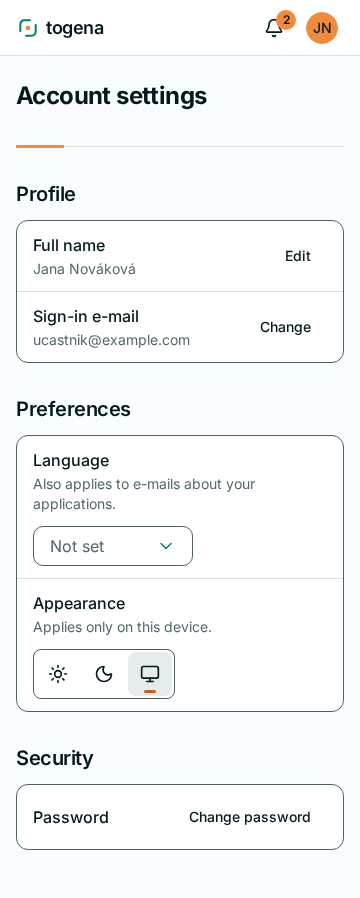 togena
2
JN
Account settings
Profile
Full name
Jana Nováková
Edit
Sign-in e-mail
ucastnik@example.com
Change
Preferences
Language
Also applies to e-mails about your
applications.
Not set
Appearance
Applies only on this device.
Security
Password
Change password